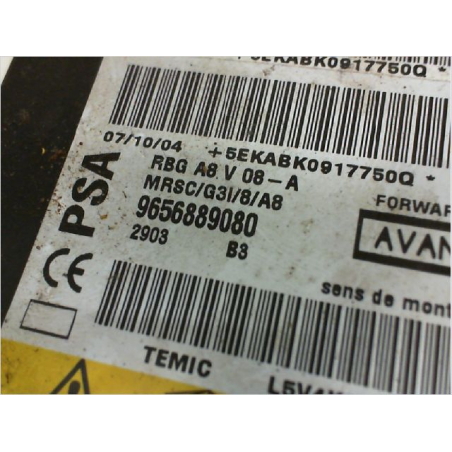 +5EKABK0917750Q *
07/10/04 +5EKABK0917750Q *
RBG A8 V 08-A
MRSC/G3I/8/A8
9656889080
2903 B3
CE PSA
FORWAR
AVAN
sens de mont
TEMIC